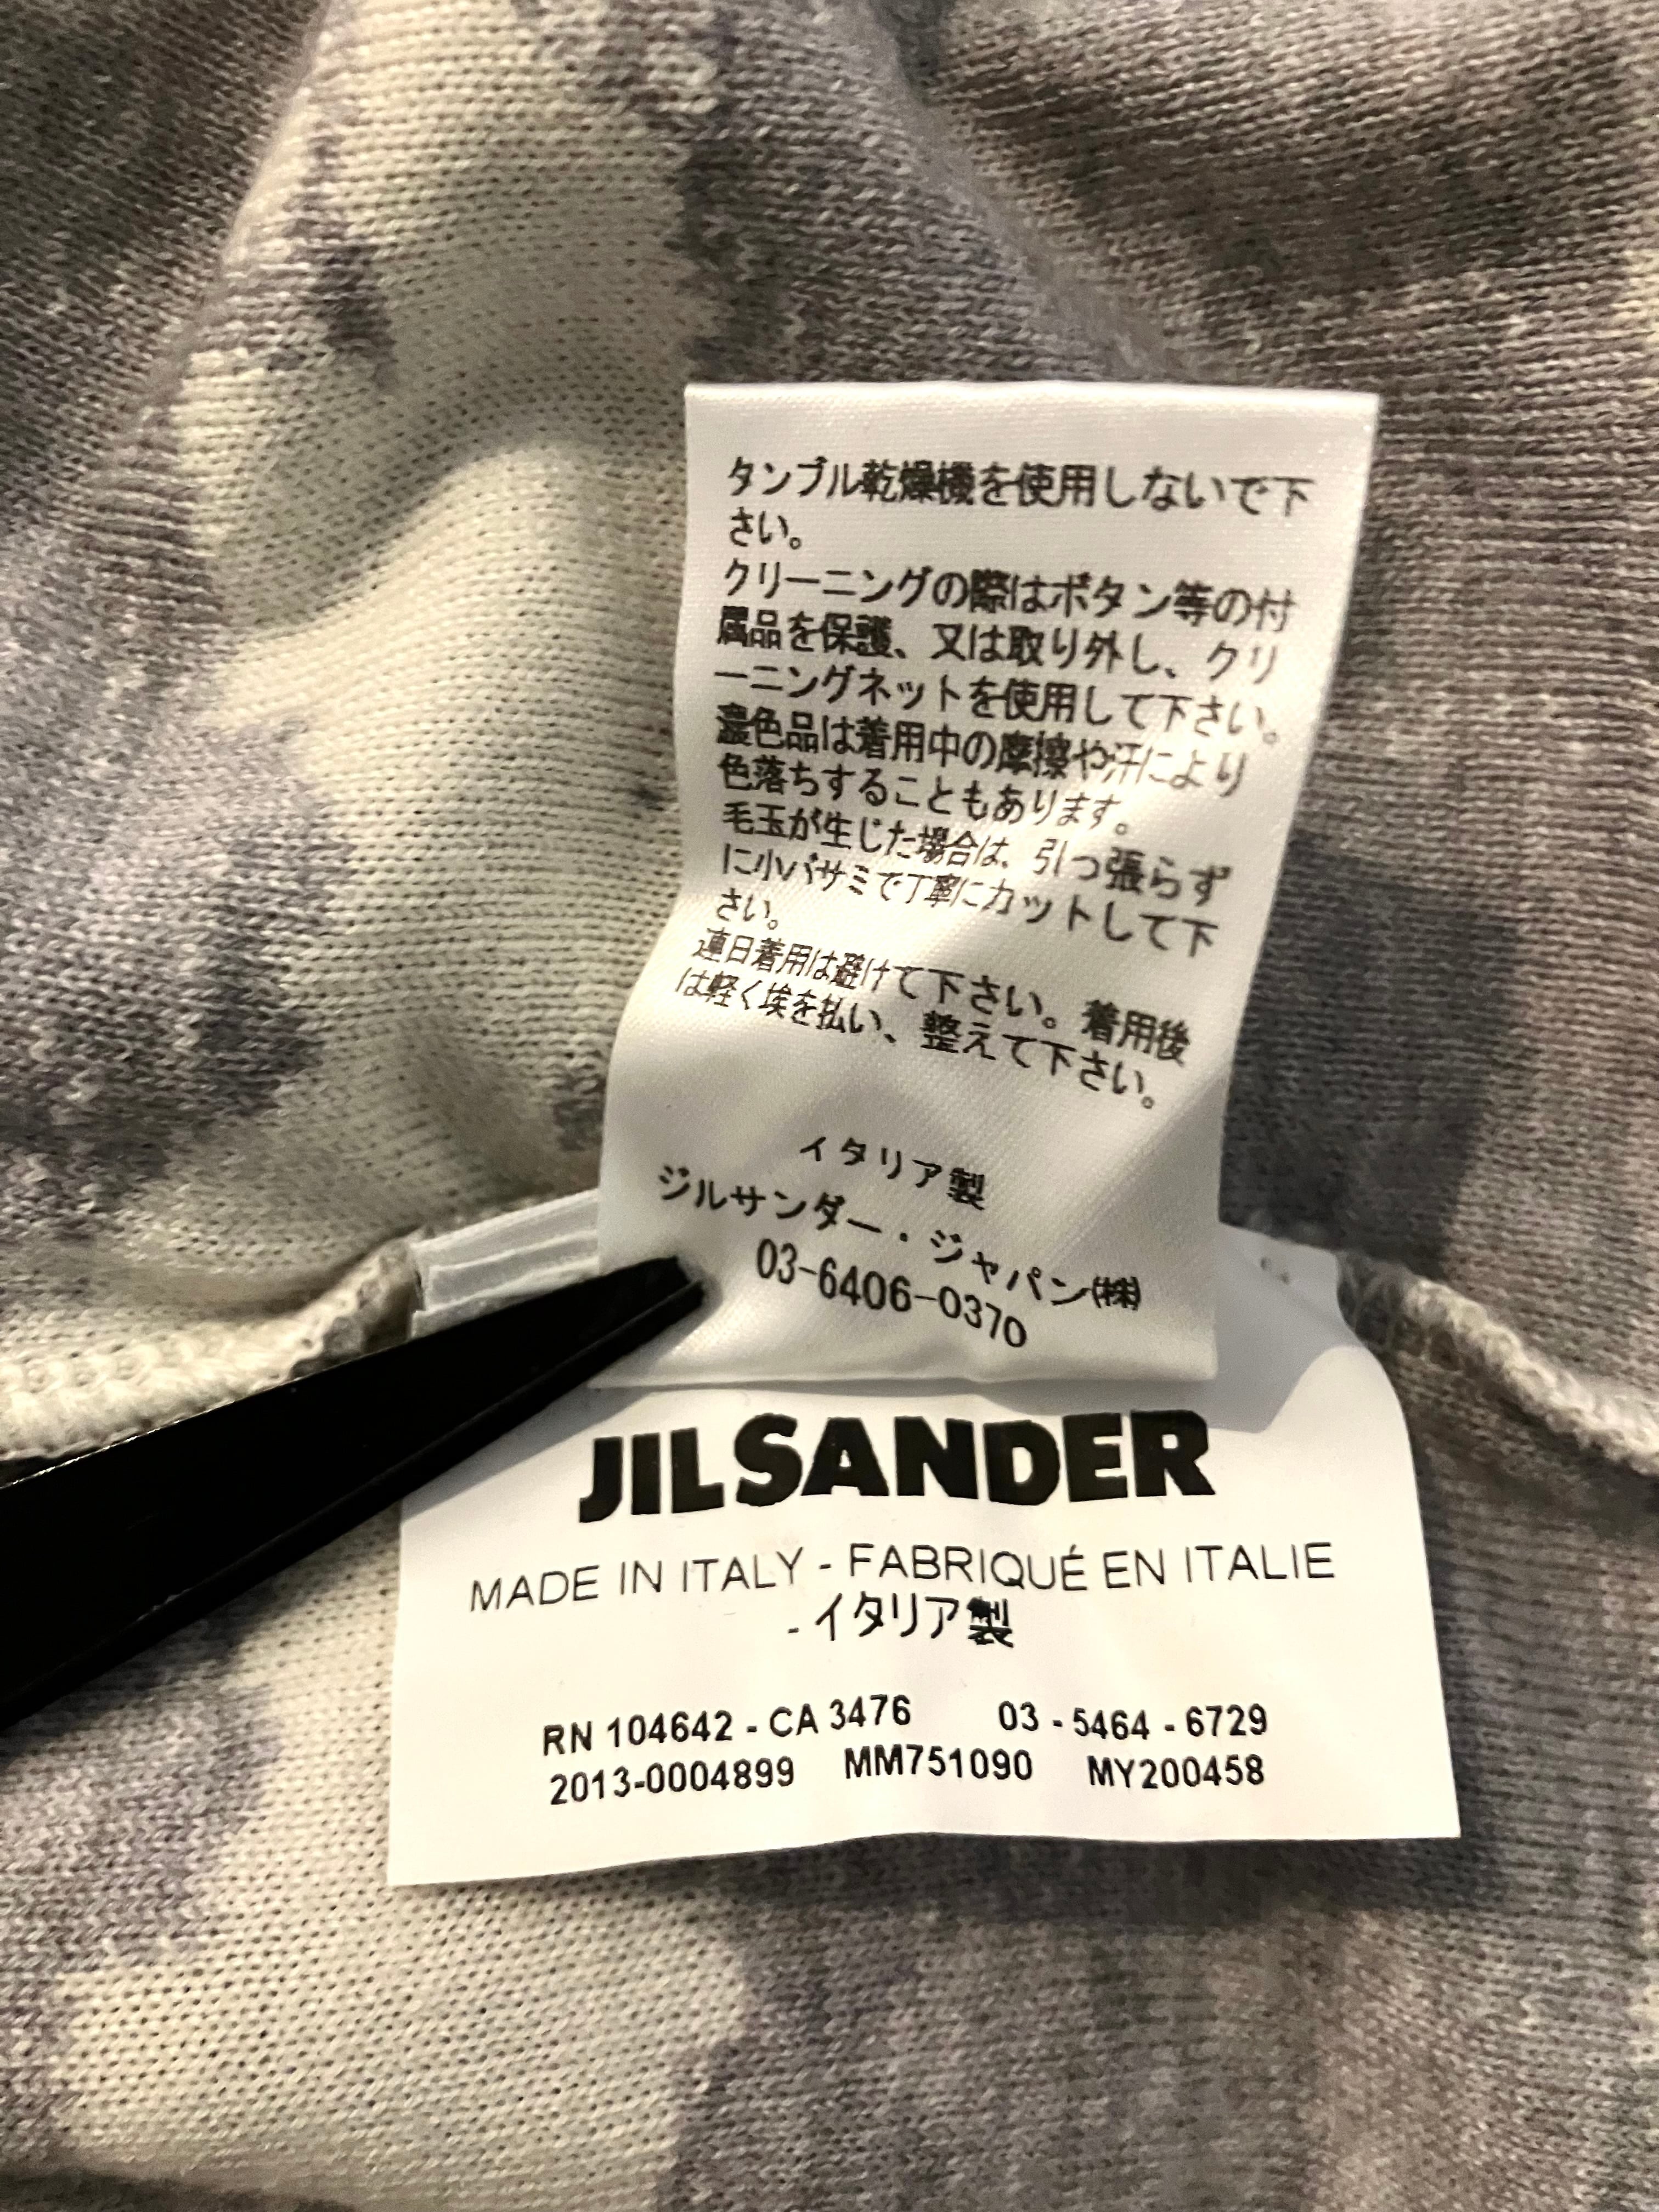 タンブル乾燥機を使用しないで下
さい。
クリーニングの際はボタン等の付
属品を保護、又は取り外し、クリ
ーニングネットを使用して下さい。
濃色品は着用中の摩擦や汗により
色落ちすることもあります。
毛玉が生じた場合は、引っ張らず
に小バサミで丁寧にカットして下
さい。
連日着用は避けて下さい。着用後
は軽く埃を払い、整えて下さい。
イタリア製
ジルサンダー・ジャパン(株)
03-6406-0370
JIL SANDER
MADE IN ITALY - FABRIQUÉ EN ITALIE
- イタリア製
RN 104642 - CA 3476 03 - 5464 - 6729
2013-0004899 MM751090 MY200458